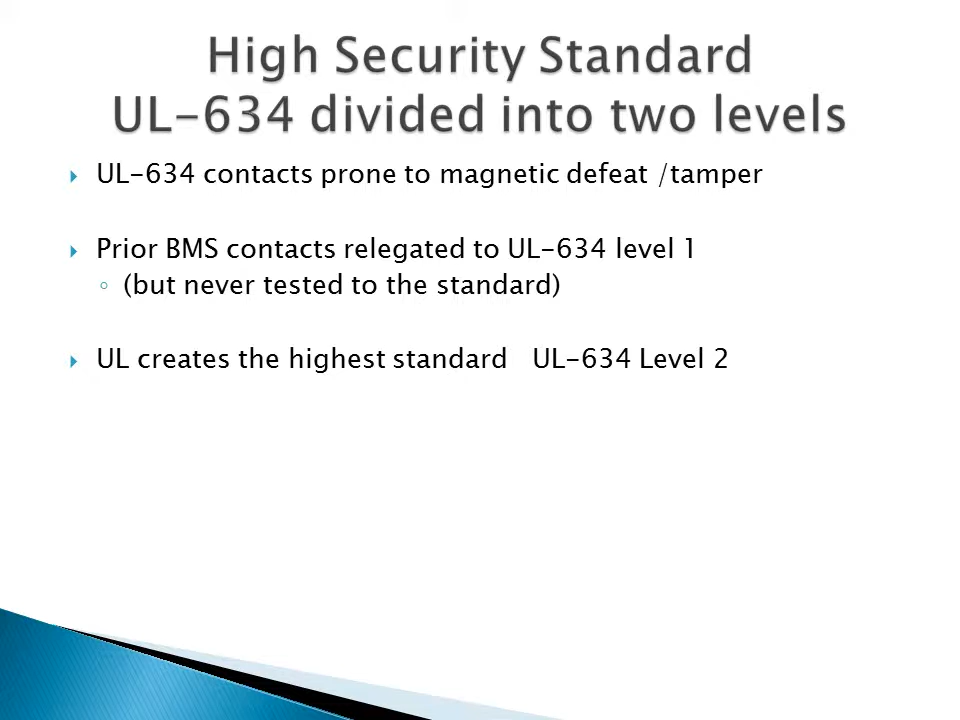 High Security Standard
UL-634 divided into two levels
UL-634 contacts prone to magnetic defeat /tamper
Prior BMS contacts relegated to UL-634 level 1
(but never tested to the standard)
UL creates the highest standard   UL-634 Level 2